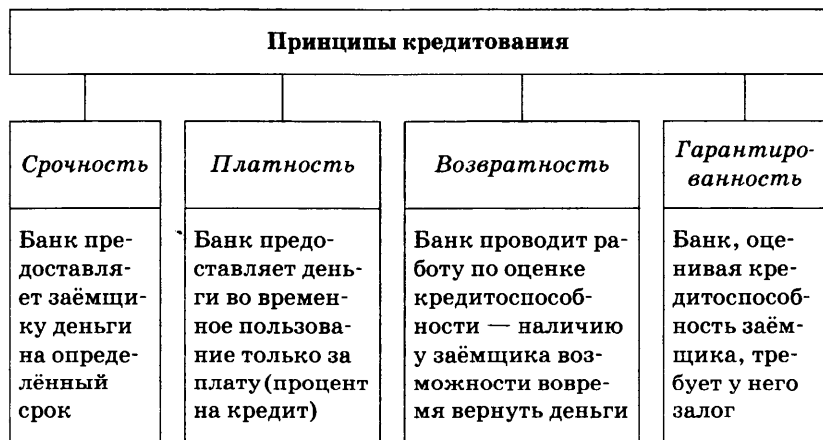 Принципы кредитования
Срочность
Банк пре-
доставля-
ет заёмщи-
ку деньги
на опреде-
лённый
срок
Платность
Банк предо-
ставляет день-
ги во времен-
ное пользова-
ние только за
плату (процент
на кредит)
Возвратность
Банк проводит ра-
боту по оценке
кредитоспособ-
ности — наличию
у заёмщика воз-
можности вовре-
мя вернуть деньги
Гарантиро-
ванность
Банк, оце-
нивая кре-
дитоспособ-
ность заём-
щика, тре-
бует у него
залог